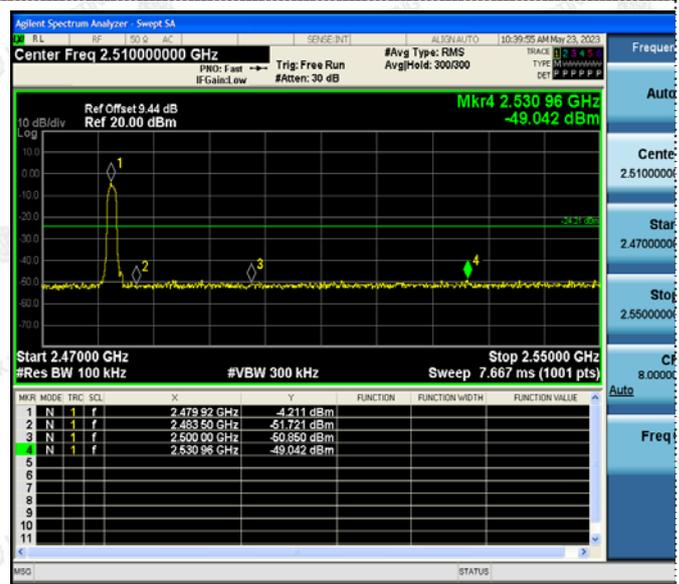 Agilent Spectrum Analyzer - Swept SA
RL RF 50 Ω AC SENSE:INT ALIGN AUTO 10:39:55 AM May 23, 2023
Center Freq 2.510000000 GHz
PNO: Fast
IFGain:Low
Trig: Free Run
#Atten: 30 dB
#Avg Type: RMS
Avg|Hold: 300/300
TRACE 1 2 3 4 5 6
TYPE M
DET P P P P P P
Ref Offset 9.44 dB
Ref 20.00 dBm
10 dB/div
Log
Mkr4 2.530 96 GHz
-49.042 dBm
10.0
0.00
-10.0
-20.0
-30.0
-40.0
-50.0
-60.0
-70.0
1
2
3
4
-24.21 dBm
Start 2.47000 GHz
Stop 2.55000 GHz
#Res BW 100 kHz
#VBW 300 kHz
Sweep 7.667 ms (1001 pts)
MKR MODE TRC SCL X Y FUNCTION FUNCTION WIDTH FUNCTION VALUE
1 N 1 f 2.479 92 GHz -4.211 dBm
2 N 1 f 2.483 50 GHz -51.721 dBm
3 N 1 f 2.500 00 GHz -50.850 dBm
4 N 1 f 2.530 96 GHz -49.042 dBm
5
6
7
8
9
10
11
MSG
STATUS
Frequen
Auto
Cente
2.5100000
Star
2.4700000
Sto
2.5500000
CF
8.0000
Auto
Freq